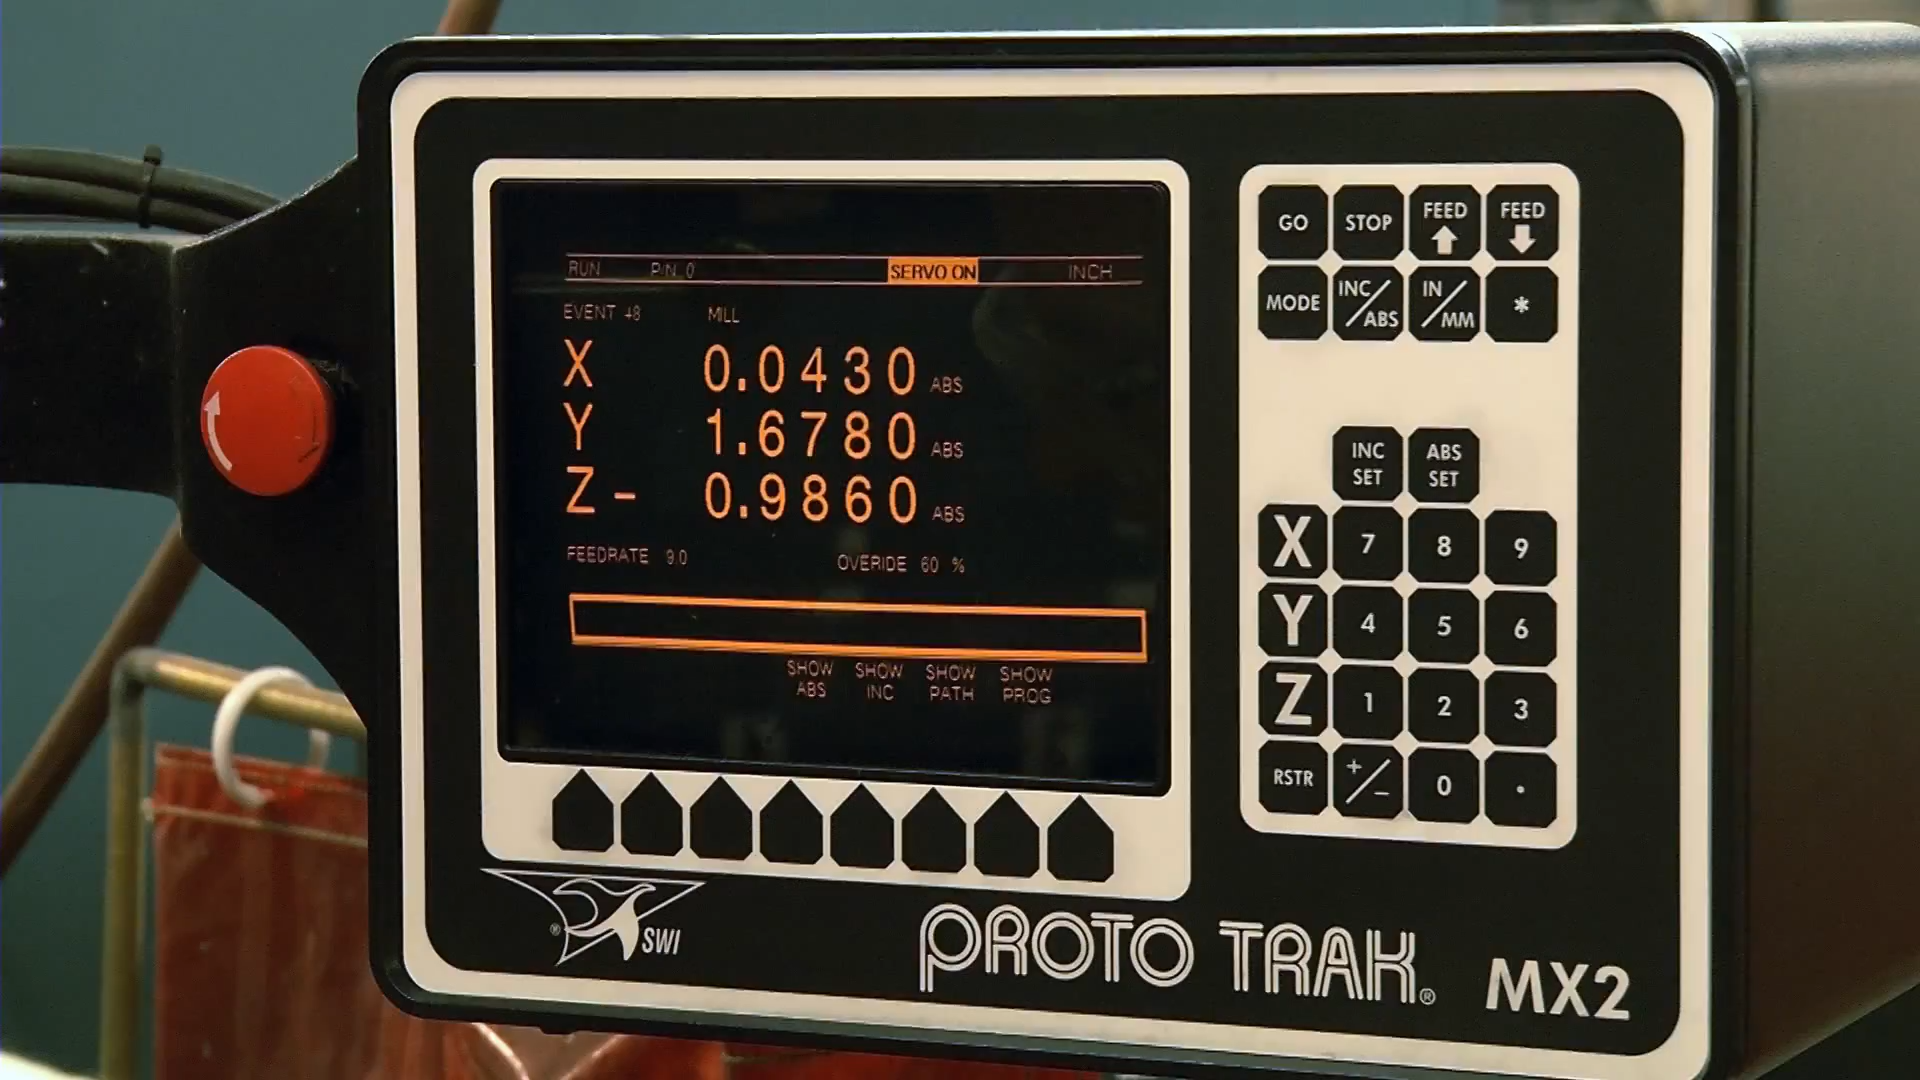 RUN P/N 0 SERVO ON INCH
EVENT 48 MILL
X 0.0430 ABS
Y 1.6780 ABS
Z - 0.9860 ABS
FEEDRATE 9.0 OVERIDE 60 %
SHOW ABS
SHOW INC
SHOW PATH
SHOW PROG
GO STOP FEED FEED
MODE INC/ABS IN/MM *
INC SET
ABS SET
X 7 8 9
Y 4 5 6
Z 1 2 3
RSTR +/- 0 .
® SWI
PROTO TRAK® MX2